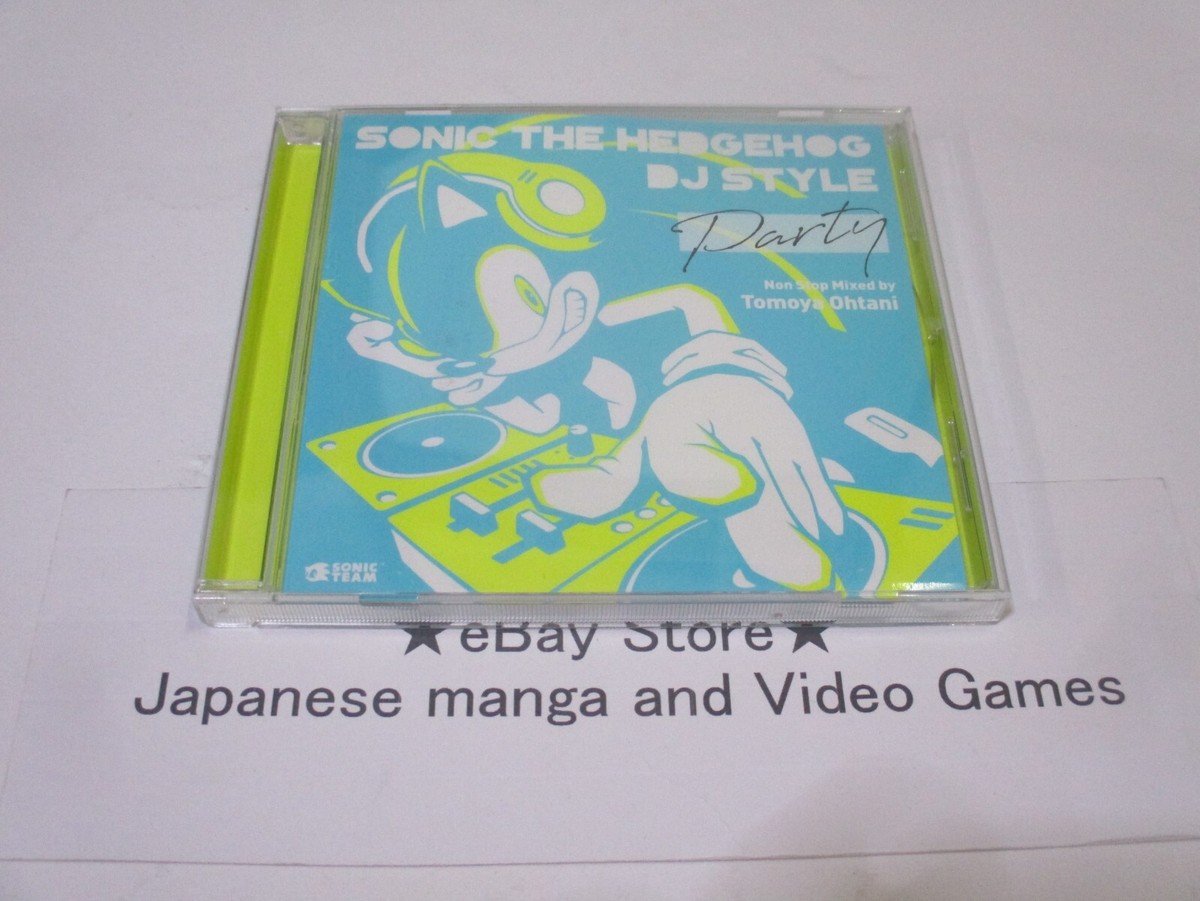 SONIC THE HEDGEHOG
DJ STYLE
Party
Non Stop Mixed by
Tomoya Ohtani
SONIC
TEAM
★eBay Store★
Japanese manga and Video Games